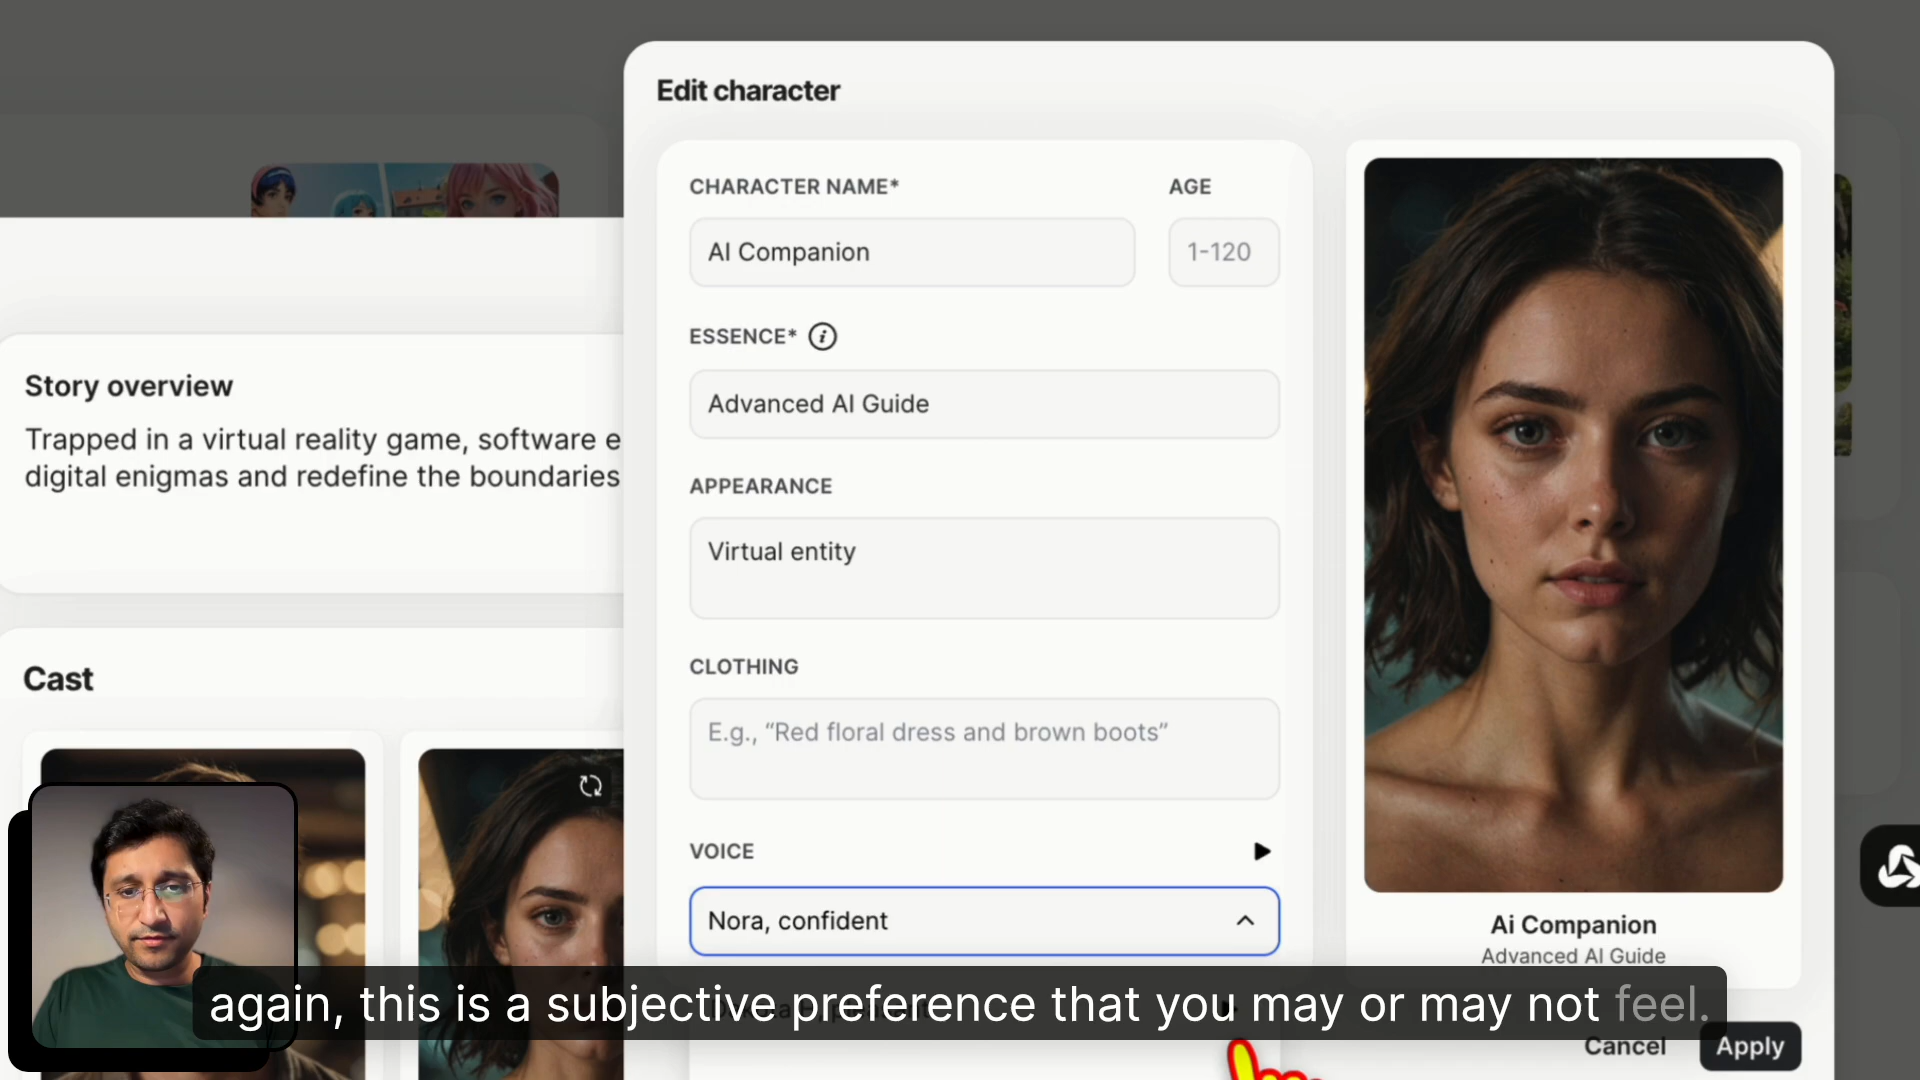 Edit character
CHARACTER NAME*
AGE
AI Companion
1-120
ESSENCE*
Advanced AI Guide
APPEARANCE
Virtual entity
CLOTHING
E.g., “Red floral dress and brown boots”
VOICE
Nora, confident
Ai Companion
Advanced AI Guide
Cancel
Apply
Story overview
Trapped in a virtual reality game, software e
digital enigmas and redefine the boundaries
Cast
again, this is a subjective preference that you may or may not feel.